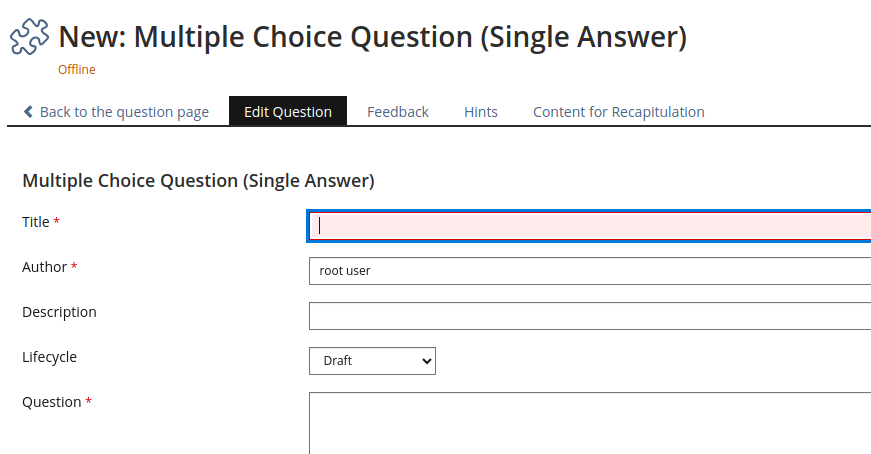 New: Multiple Choice Question (Single Answer)
Offline
Back to the question page Edit Question Feedback Hints Content for Recapitulation
Multiple Choice Question (Single Answer)
Title *
Author * root user
Description
Lifecycle Draft
Question *